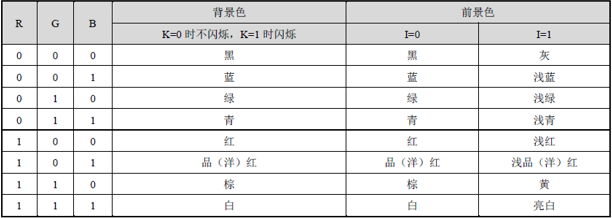 R G B 背景色 前景色
K=0 时不闪烁，K=1 时闪烁 I=0 I=1
0 0 0 黑 黑 灰
0 0 1 蓝 蓝 浅蓝
0 1 0 绿 绿 浅绿
0 1 1 青 青 浅青
1 0 0 红 红 浅红
1 0 1 品（洋）红 品（洋）红 浅品（洋）红
1 1 0 棕 棕 黄
1 1 1 白 白 亮白